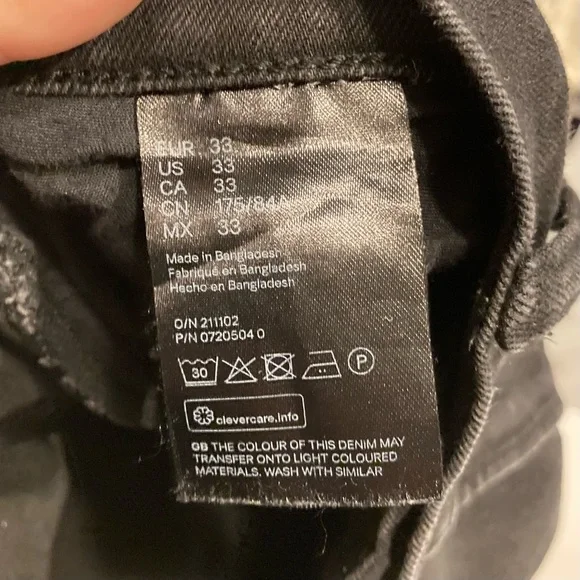 EUR 33
US 33
CA 33
CN 175/84A
MX 33
Made in Bangladesh
Fabriqué en Bangladesh
Hecho en Bangladesh
O/N 211102
P/N 0720504 0
30 P
clevercare.info
GB THE COLOUR OF THIS DENIM MAY
TRANSFER ONTO LIGHT COLOURED
MATERIALS. WASH WITH SIMILAR